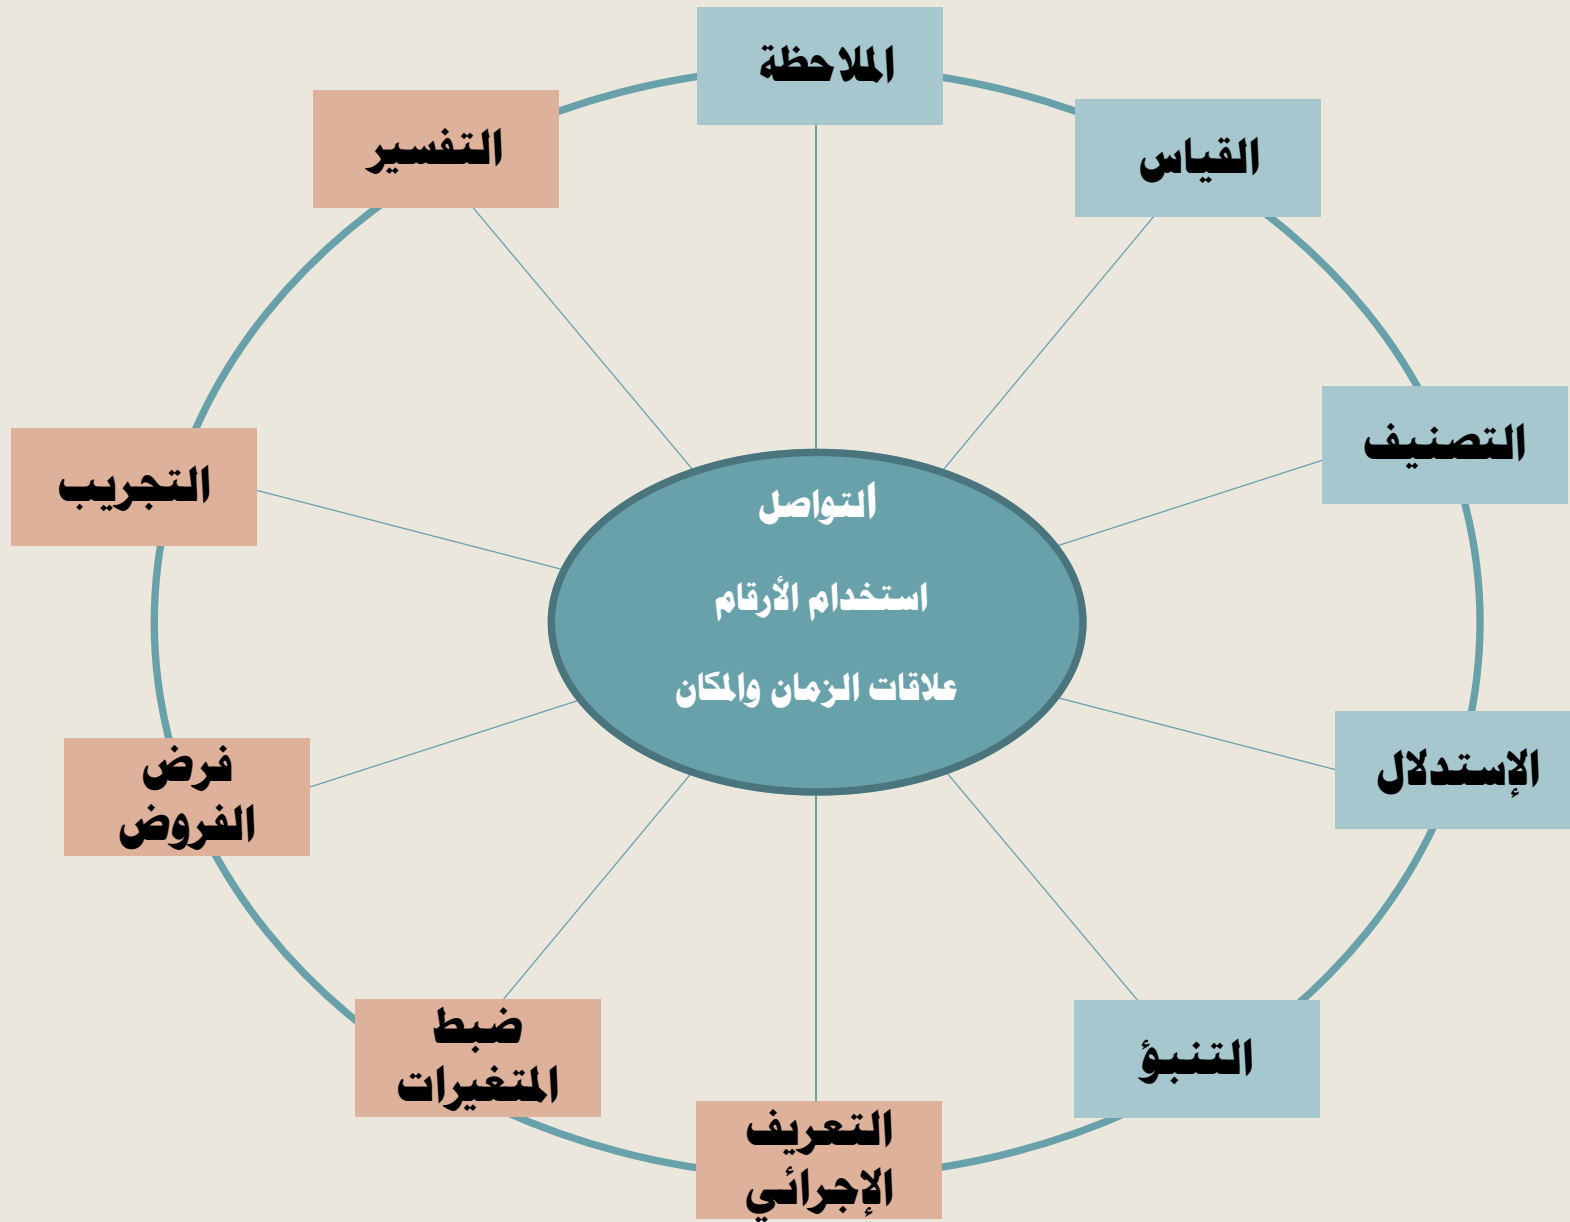 الملاحظة
القياس
التصنيف
الإستدلال
التنبؤ
التعريف
الإجرائي
ضبط
المتغيرات
فرض
الفروض
التجريب
التفسير
التواصل
استخدام الأرقام
علاقات الزمان والمكان